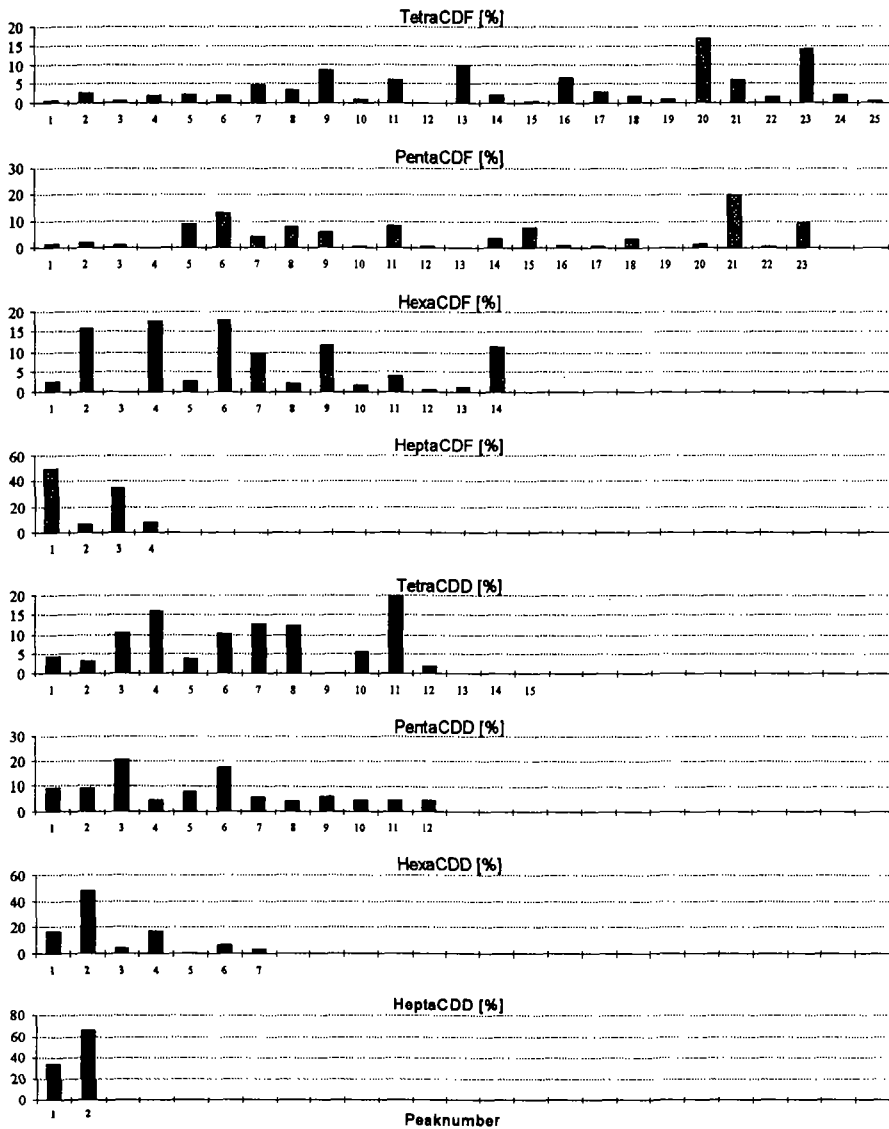 TetraCDF [%]
20
15
10
5
0
1 2 3 4 5 6 7 8 9 10 11 12 13 14 15 16 17 18 19 20 21 22 23 24 25
PentaCDF [%]
30
20
10
0
1 2 3 4 5 6 7 8 9 10 11 12 13 14 15 16 17 18 19 20 21 22 23
HexaCDF [%]
20
15
10
5
0
1 2 3 4 5 6 7 8 9 10 11 12 13 14
HeptaCDF [%]
60
40
20
0
1 2 3 4
TetraCDD [%]
20
15
10
5
0
1 2 3 4 5 6 7 8 9 10 11 12 13 14 15
PentaCDD [%]
30
20
10
0
1 2 3 4 5 6 7 8 9 10 11 12
HexaCDD [%]
60
40
20
0
1 2 3 4 5 6 7
HeptaCDD [%]
80
60
40
20
0
1 2
Peaknumber